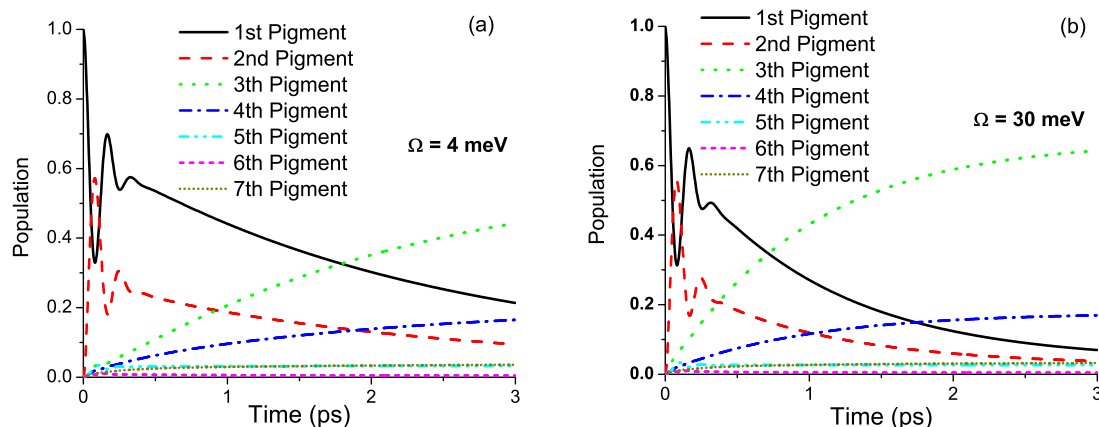 (a)
1st Pigment
2nd Pigment
3th Pigment
4th Pigment
5th Pigment
6th Pigment
7th Pigment
Ω = 4 meV
Population
1.0
0.8
0.6
0.4
0.2
0.0
0
1
2
3
Time (ps)
(b)
1st Pigment
2nd Pigment
3th Pigment
4th Pigment
5th Pigment
6th Pigment
7th Pigment
Ω = 30 meV
Population
1.0
0.8
0.6
0.4
0.2
0.0
0
1
2
3
Time (ps)